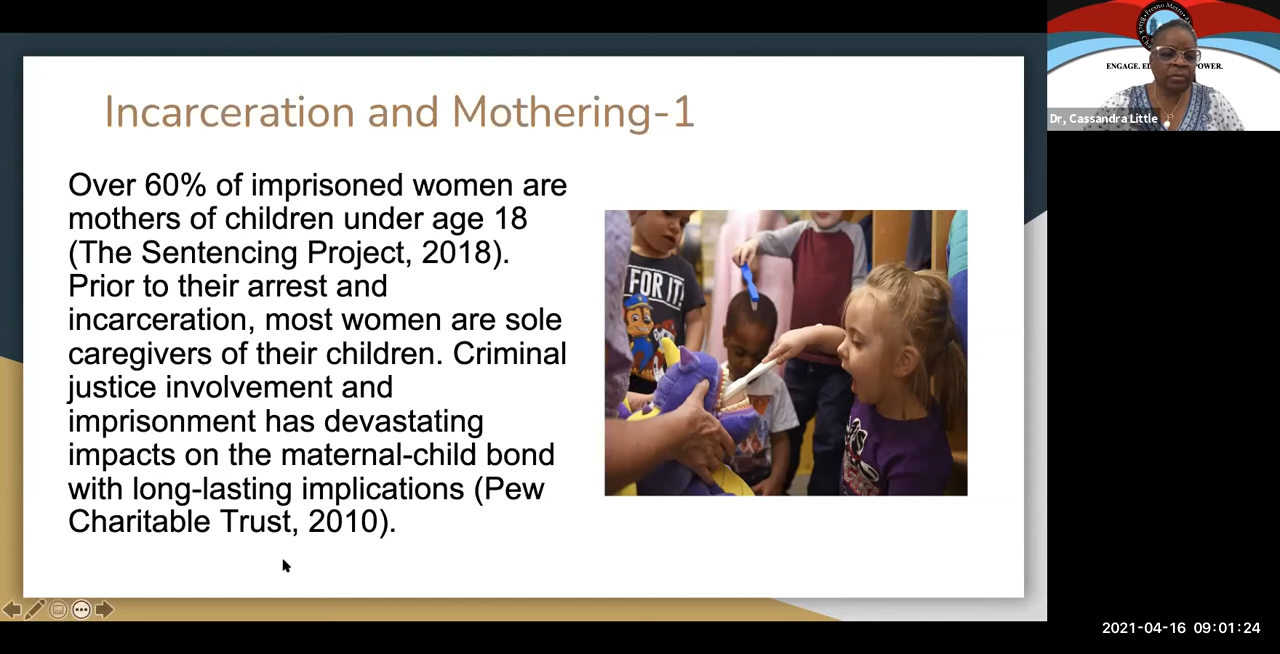 Incarceration and Mothering-1
Over 60% of imprisoned women are
mothers of children under age 18
(The Sentencing Project, 2018).
Prior to their arrest and
incarceration, most women are sole
caregivers of their children. Criminal
justice involvement and
imprisonment has devastating
impacts on the maternal-child bond
with long-lasting implications (Pew
Charitable Trust, 2010).
FOR IT!
Fresno Metro
ENGAGE.
POWER.
Dr, Cassandra Little
2021-04-16 09:01:24